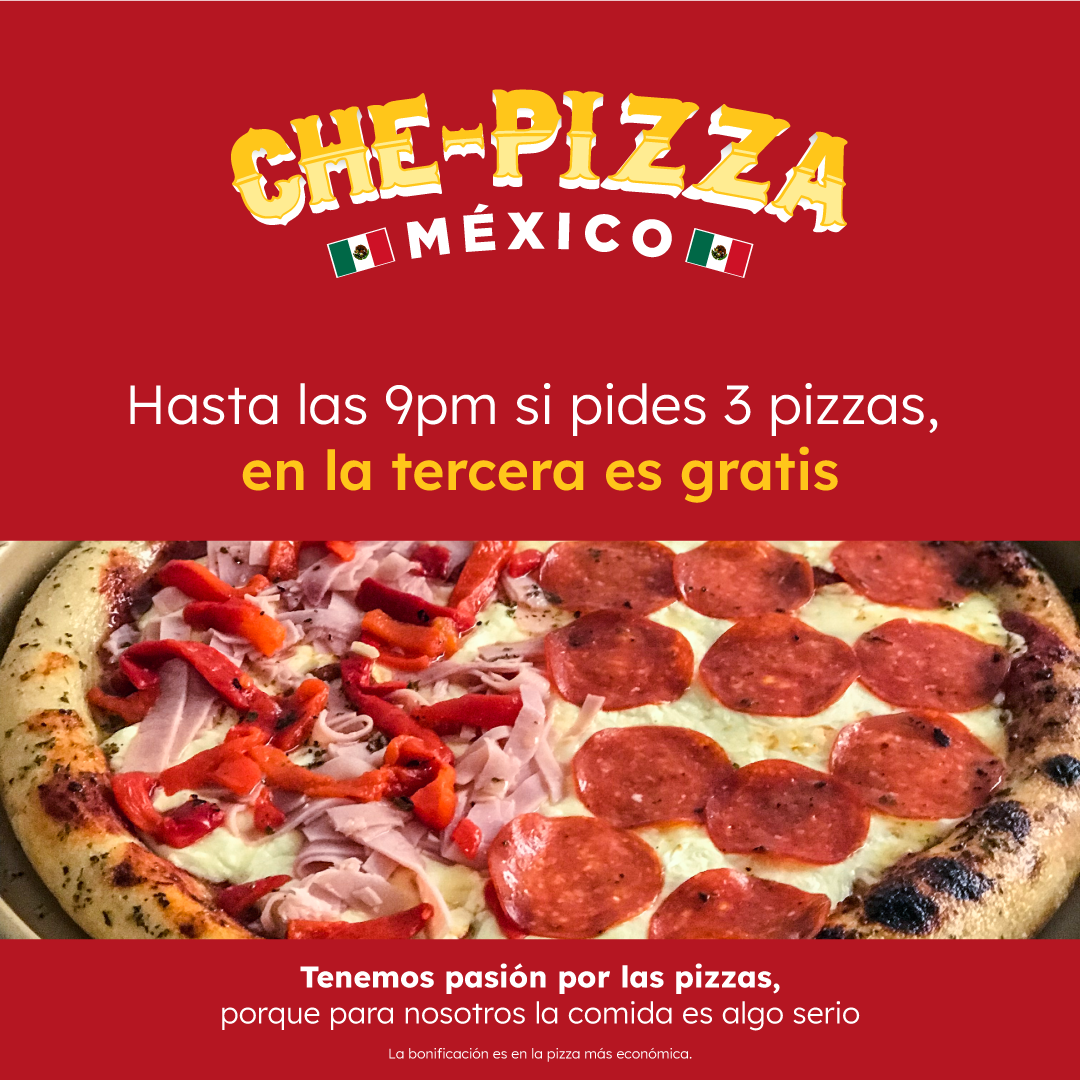 CHE-PIZZA
MÉXICO
Hasta las 9pm si pides 3 pizzas,
en la tercera es gratis
Tenemos pasión por las pizzas,
porque para nosotros la comida es algo serio
La bonificación es en la pizza más económica.